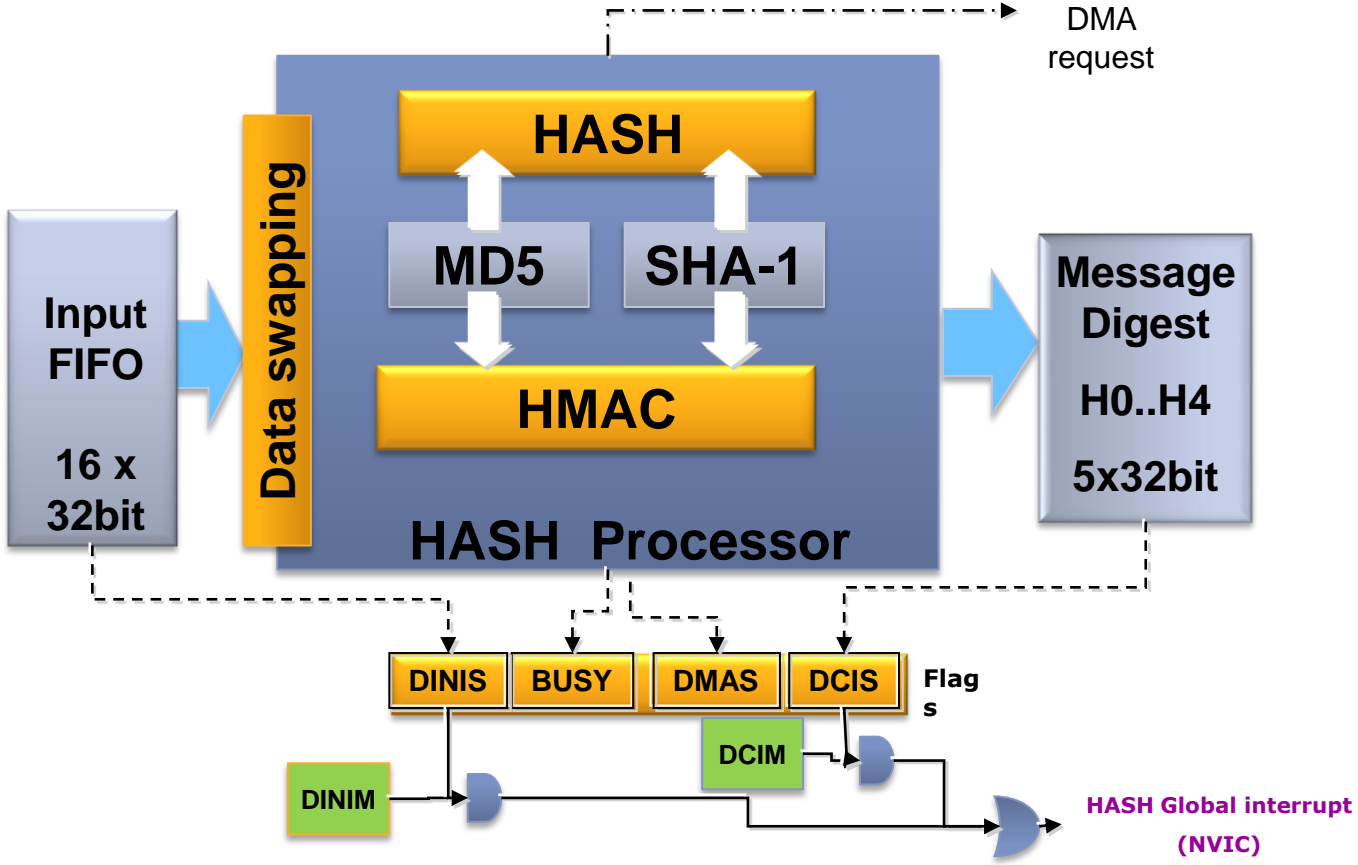 DMA
request
HASH
Data swapping
MD5
SHA-1
Input
FIFO
16 x
32bit
Message
Digest
H0..H4
5x32bit
HMAC
HASH Processor
DINIS
BUSY
DMAS
DCIS
Flag
s
DCIM
DINIM
HASH Global interrupt
(NVIC)